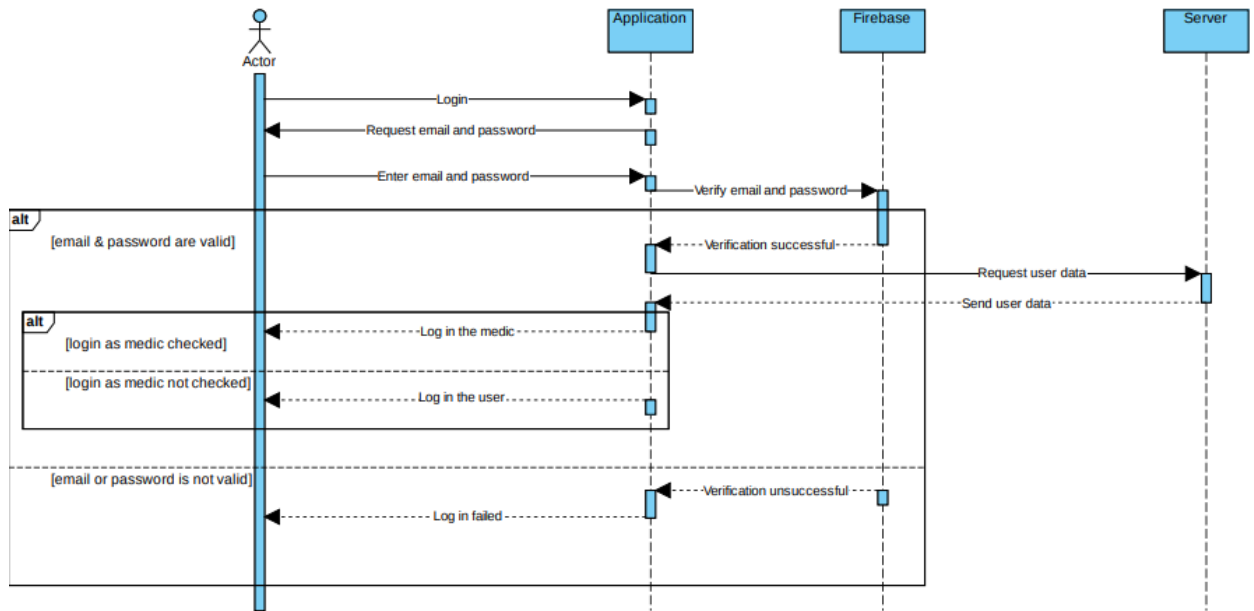 Application
Firebase
Server
Actor
Login
Request email and password
Enter email and password
Verify email and password
alt
[email & password are valid]
Verification successful
Request user data
Send user data
alt
Log in the medic
[login as medic checked]
[login as medic not checked]
Log in the user
[email or password is not valid]
Verification unsuccessful
Log in failed